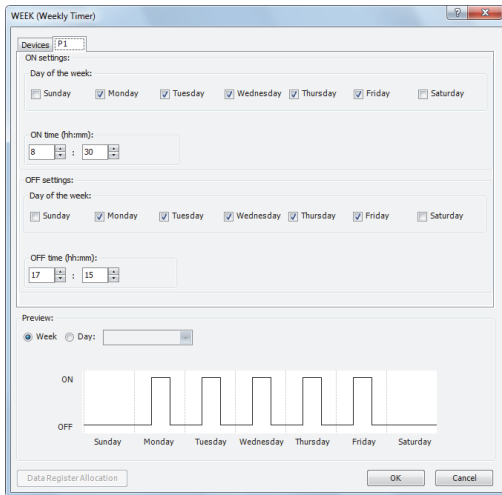 WEEK (Weekly Timer)
Devices P1
ON settings:
Day of the week:
Sunday Monday Tuesday Wednesday Thursday Friday Saturday
ON time (hh:mm):
8 : 30
OFF settings:
Day of the week:
Sunday Monday Tuesday Wednesday Thursday Friday Saturday
OFF time (hh:mm):
17 : 15
Preview:
Week Day:
ON
OFF
Sunday Monday Tuesday Wednesday Thursday Friday Saturday
Data Register Allocation OK Cancel